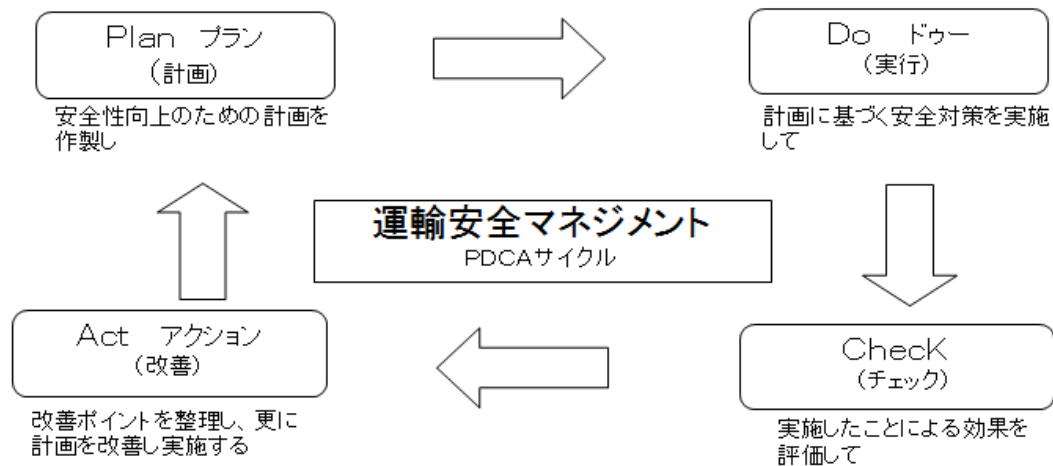 Plan プラン
(計画)
安全性向上のための計画を
作製し
Do ドゥー
(実行)
計画に基づく安全対策を実施
して
運輸安全マネジメント
PDCAサイクル
Act アクション
(改善)
改善ポイントを整理し、更に
計画を改善し実施する
ChecK
(チェック)
実施したことによる効果を
評価して